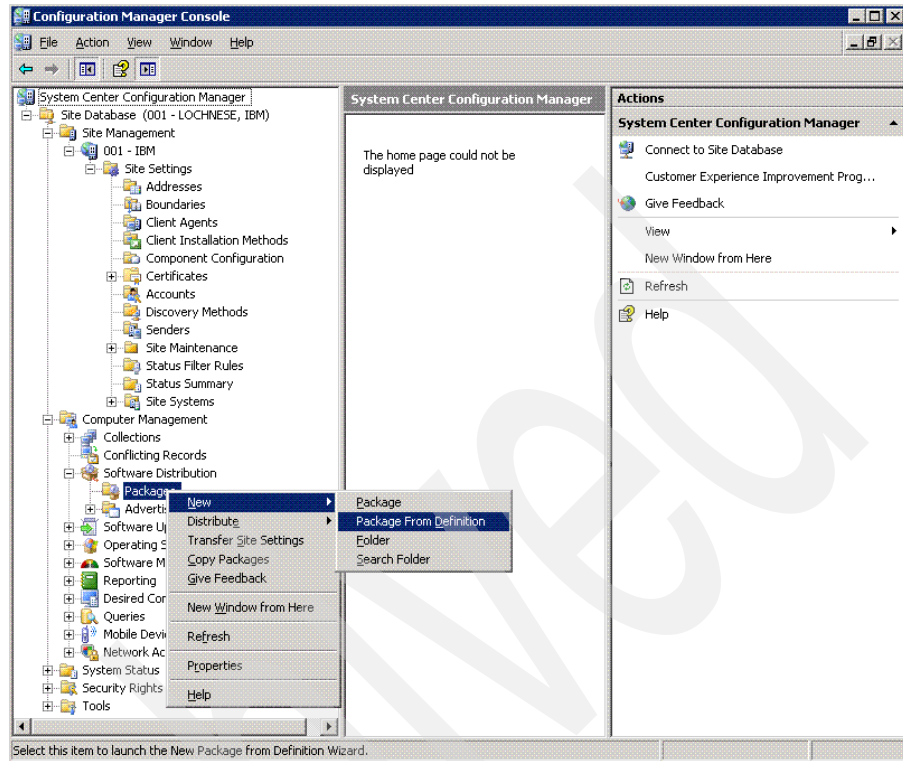 Configuration Manager Console
File Action View Window Help
System Center Configuration Manager
Site Database (001 - LOCHNESE, IBM)
Site Management
001 - IBM
Site Settings
Addresses
Boundaries
Client Agents
Client Installation Methods
Component Configuration
Certificates
Accounts
Discovery Methods
Senders
Site Maintenance
Status Filter Rules
Status Summary
Site Systems
Computer Management
Collections
Conflicting Records
Software Distribution
Packages
Adverti
Software Up
Operating S
Software M
Reporting
Desired Con
Queries
Mobile Devi
Network Ac
System Status
Security Rights
Tools
New
Distribute
Transfer Site Settings
Copy Packages
Give Feedback
New Window from Here
Refresh
Properties
Help
Package
Package From Definition
Folder
Search Folder
System Center Configuration Manager
The home page could not be
displayed
Actions
System Center Configuration Manager
Connect to Site Database
Customer Experience Improvement Prog...
Give Feedback
View
New Window from Here
Refresh
Help
Select this item to launch the New Package from Definition Wizard.